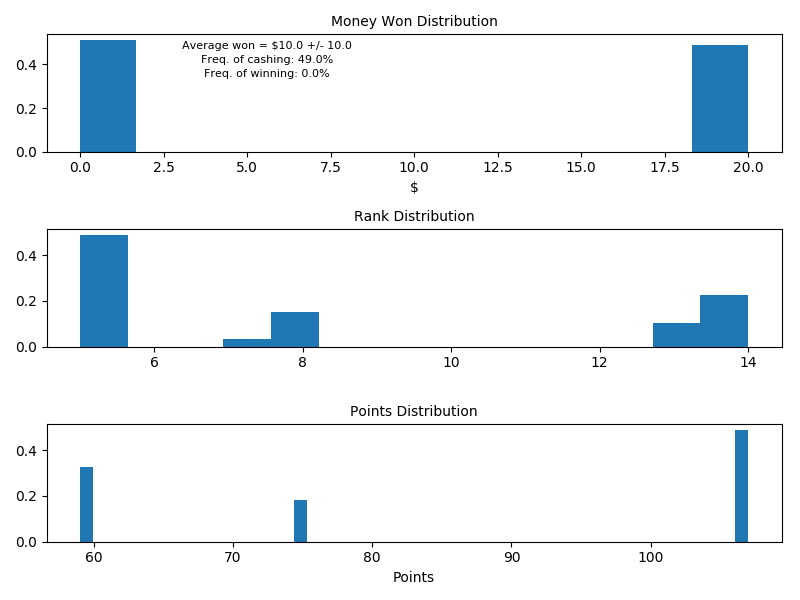 Money Won Distribution
Average won = $10.0 +/- 10.0
Freq. of cashing: 49.0%
Freq. of winning: 0.0%
0.4
0.2
0.0
0.0 2.5 5.0 7.5 10.0 12.5 15.0 17.5 20.0
$
Rank Distribution
0.4
0.2
0.0
6 8 10 12 14
Points Distribution
0.4
0.2
0.0
60 70 80 90 100
Points